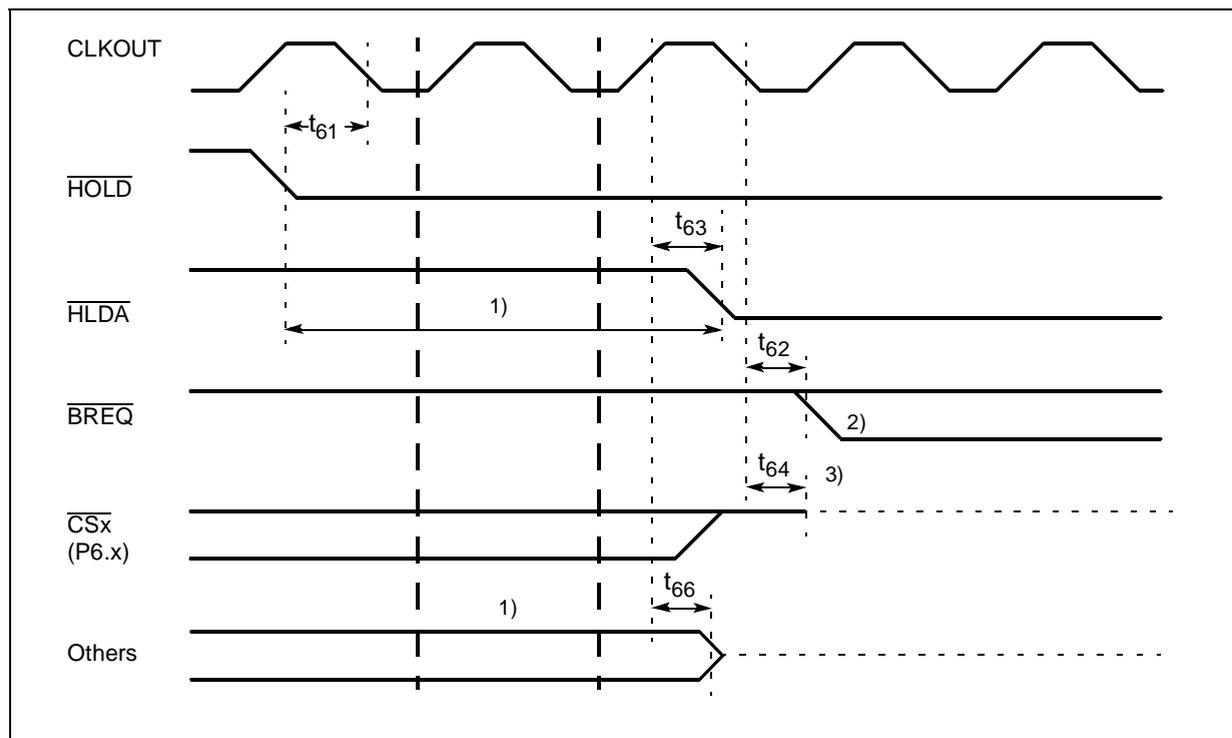 CLKOUT
t61
HOLD
t63
HLDA
1)
t62
BREQ
2)
t64
3)
CSx
(P6.x)
t66
1)
Others